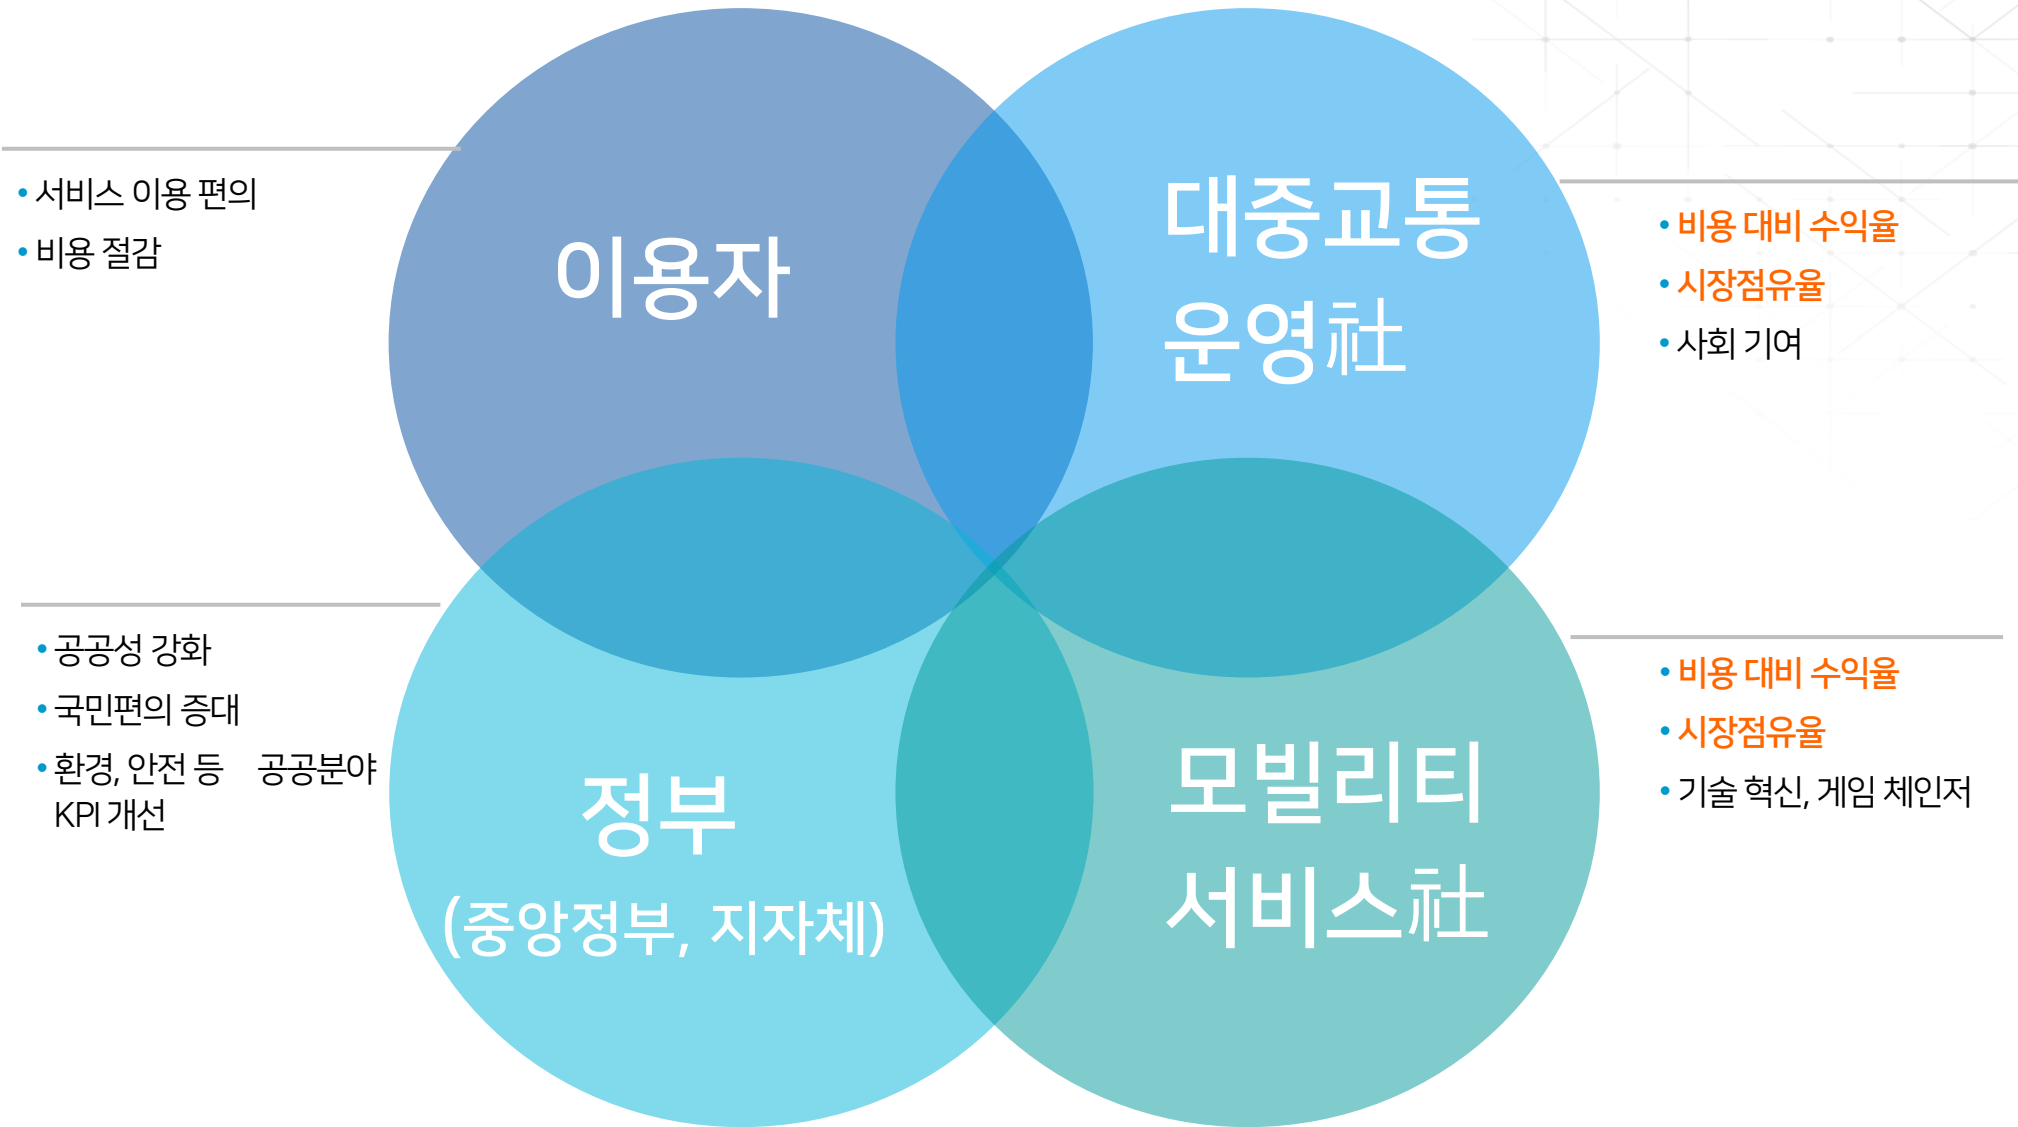 • 서비스 이용 편의
• 비용 절감
이용자
대중교통
운영社
• 비용 대비 수익율
• 시장점유율
• 사회 기여
• 공공성 강화
• 국민편의 증대
• 환경, 안전 등 공공분야
KPI 개선
정부
(중앙정부, 지자체)
모빌리티
서비스社
• 비용 대비 수익율
• 시장점유율
• 기술 혁신, 게임 체인저